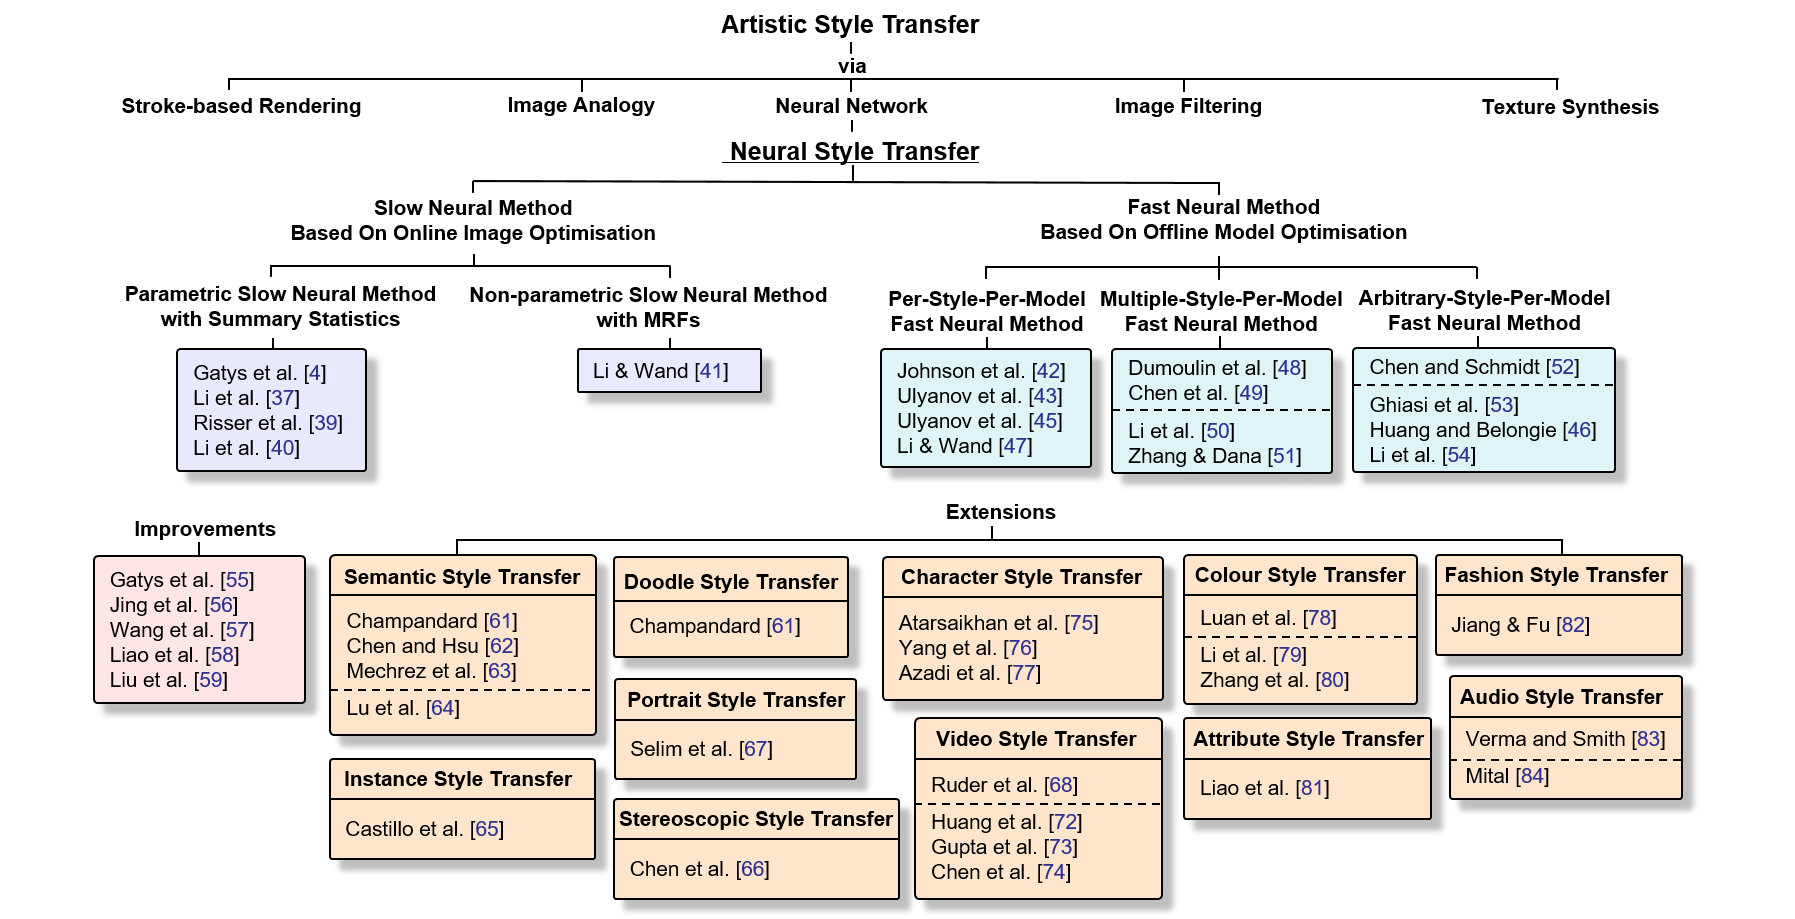 Artistic Style Transfer
via
Stroke-based Rendering
Image Analogy
Neural Network
Image Filtering
Texture Synthesis
Neural Style Transfer
Slow Neural Method
Based On Online Image Optimisation
Fast Neural Method
Based On Offline Model Optimisation
Parametric Slow Neural Method
with Summary Statistics
Non-parametric Slow Neural Method
with MRFs
Per-Style-Per-Model
Fast Neural Method
Multiple-Style-Per-Model
Fast Neural Method
Arbitrary-Style-Per-Model
Fast Neural Method
Gatys et al. [4]
Li et al. [37]
Risser et al. [39]
Li et al. [40]
Li & Wand [41]
Johnson et al. [42]
Ulyanov et al. [43]
Ulyanov et al. [45]
Li & Wand [47]
Dumoulin et al. [48]
Chen et al. [49]
Li et al. [50]
Zhang & Dana [51]
Chen and Schmidt [52]
Ghiasi et al. [53]
Huang and Belongie [46]
Li et al. [54]
Improvements
Gatys et al. [55]
Jing et al. [56]
Wang et al. [57]
Liao et al. [58]
Liu et al. [59]
Extensions
Semantic Style Transfer
Champandard [61]
Chen and Hsu [62]
Mechrez et al. [63]
Lu et al. [64]
Instance Style Transfer
Castillo et al. [65]
Doodle Style Transfer
Champandard [61]
Portrait Style Transfer
Selim et al. [67]
Stereoscopic Style Transfer
Chen et al. [66]
Character Style Transfer
Atarsaikhan et al. [75]
Yang et al. [76]
Azadi et al. [77]
Video Style Transfer
Ruder et al. [68]
Huang et al. [72]
Gupta et al. [73]
Chen et al. [74]
Colour Style Transfer
Luan et al. [78]
Li et al. [79]
Zhang et al. [80]
Attribute Style Transfer
Liao et al. [81]
Fashion Style Transfer
Jiang & Fu [82]
Audio Style Transfer
Verma and Smith [83]
Mital [84]